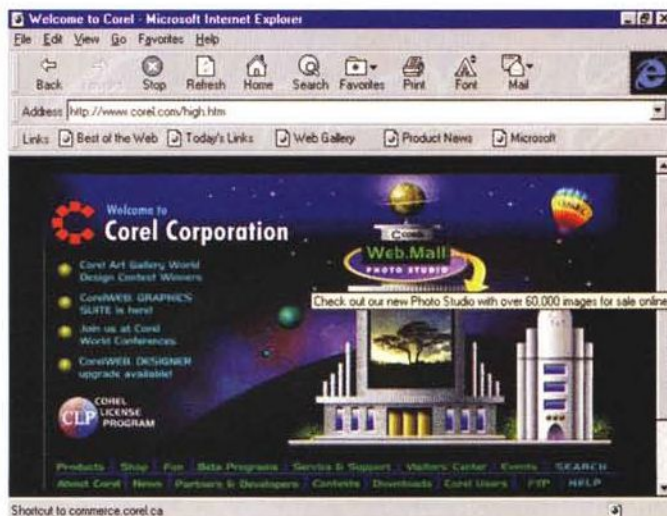 Welcome to Corel - Microsoft Internet Explorer
File Edit View Go Favorites Help
Back Forward Stop Refresh Home Search Favorites Print Font Mail
Address http://www.corel.com/high.htm
Links Best of the Web Today's Links Web Gallery Product News Microsoft
Welcome to
Corel Corporation
COREL
Web.Mall
PHOTO STUDIO
Corel Art Gallery World
Design Contest Winners
CorelWEB.GRAPHICS
SUITE is here!
Check out our new Photo Studio with over 60,000 images for sale online
Join us at Corel
World Conferences
CorelWEB.DESIGNER
upgrade available!
CLP
COREL
LICENSE
PROGRAM
Products Shop Fun Beta Programs Service & Support Visitors Center Events SEARCH
About Corel News Partners & Developers Contests Downloads Corel Users FTP HELP
Shortcut to commerce.corel.ca